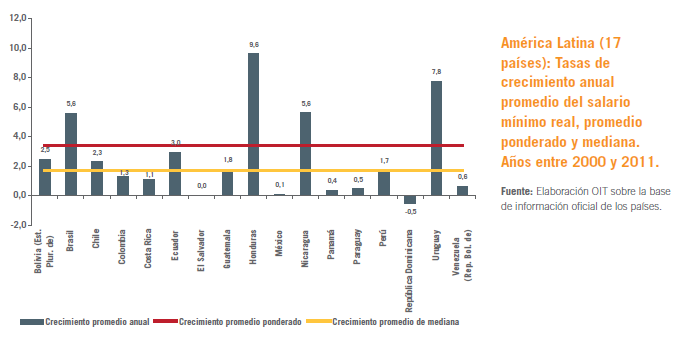 12,0
10,0
8,0
6,0
4,0
2,0
0,0
-2,0
2,5
5,6
2,3
1,3
1,1
3,0
0,0
1,8
9,6
0,1
5,6
0,4
0,5
1,7
-0,5
7,8
0,6
Bolivia (Est.
Plur. de)
Brasil
Chile
Colombia
Costa Rica
Ecuador
El Salvador
Guatemala
Honduras
México
Nicaragua
Panamá
Paraguay
Perú
República Dominicana
Uruguay
Venezuela
(Rep. Bol. de)
Crecimiento promedio anual
Crecimiento promedio ponderado
Crecimiento promedio de mediana
América Latina (17
países): Tasas de
crecimiento anual
promedio del salario
mínimo real, promedio
ponderado y mediana.
Años entre 2000 y 2011.
Fuente: Elaboración OIT sobre la base
de información oficial de los países.